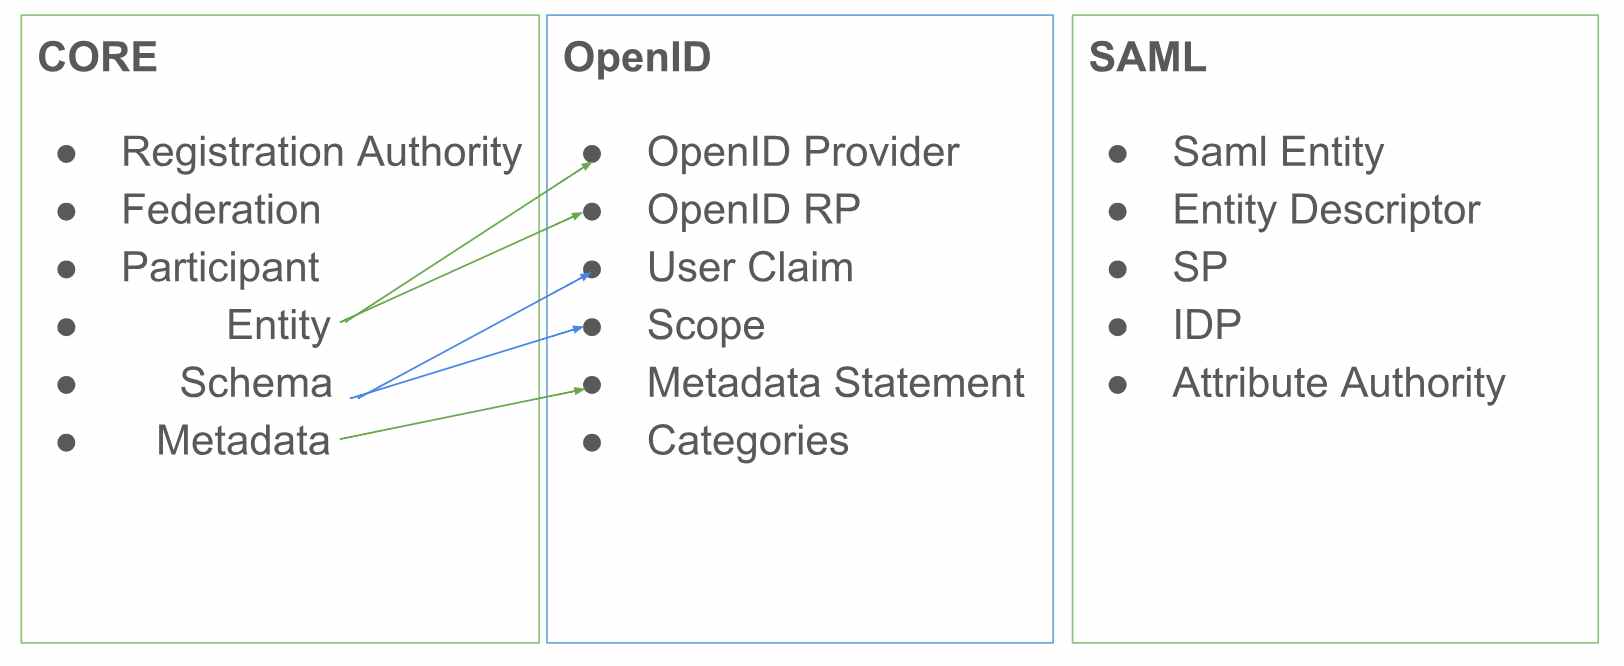 CORE
● Registration Authority
● Federation
● Participant
● Entity
● Schema
● Metadata
OpenID
● OpenID Provider
● OpenID RP
● User Claim
● Scope
● Metadata Statement
● Categories
SAML
● Saml Entity
● Entity Descriptor
● SP
● IDP
● Attribute Authority